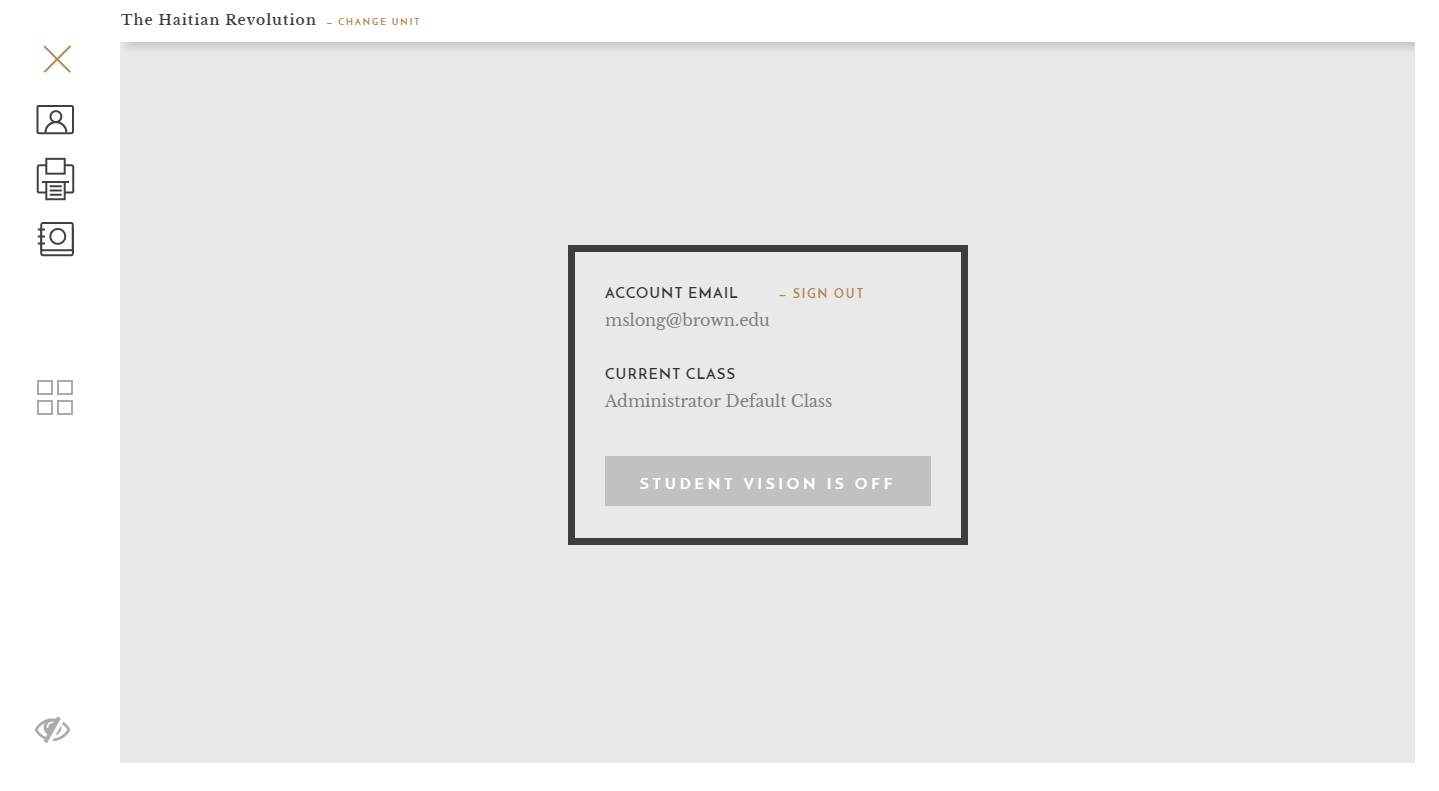 The Haitian Revolution – CHANGE UNIT
ACCOUNT EMAIL – SIGN OUT
mslong@brown.edu
CURRENT CLASS
Administrator Default Class
STUDENT VISION IS OFF